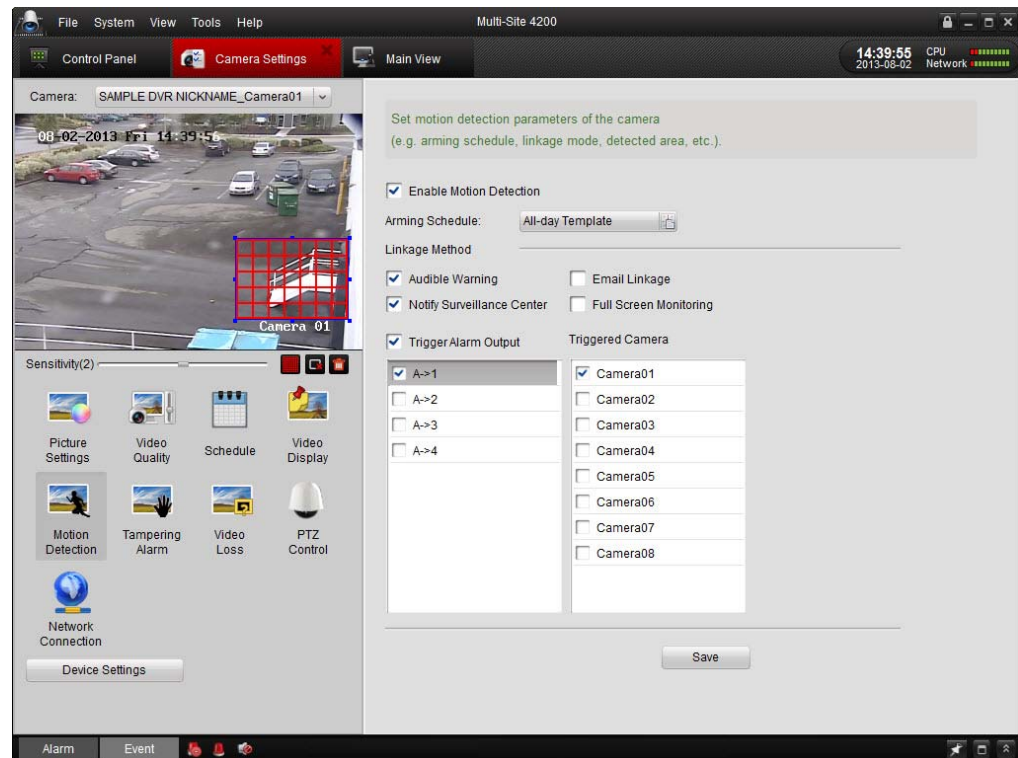 File System View Tools Help
Multi-Site 4200
Control Panel
Camera Settings
Main View
14:39:55
2013-08-02
CPU
Network
Camera: SAMPLE DVR NICKNAME_Camera01
08-02-2013 Fri 14:39:56
Camera 01
Sensitivity(2)
Picture Settings
Video Quality
Schedule
Video Display
Motion Detection
Tampering Alarm
Video Loss
PTZ Control
Network Connection
Device Settings
Set motion detection parameters of the camera
(e.g. arming schedule, linkage mode, detected area, etc.).
Enable Motion Detection
Arming Schedule: All-day Template
Linkage Method
Audible Warning
Email Linkage
Notify Surveillance Center
Full Screen Monitoring
Trigger Alarm Output
Triggered Camera
A->1
A->2
A->3
A->4
Camera01
Camera02
Camera03
Camera04
Camera05
Camera06
Camera07
Camera08
Save
Alarm
Event